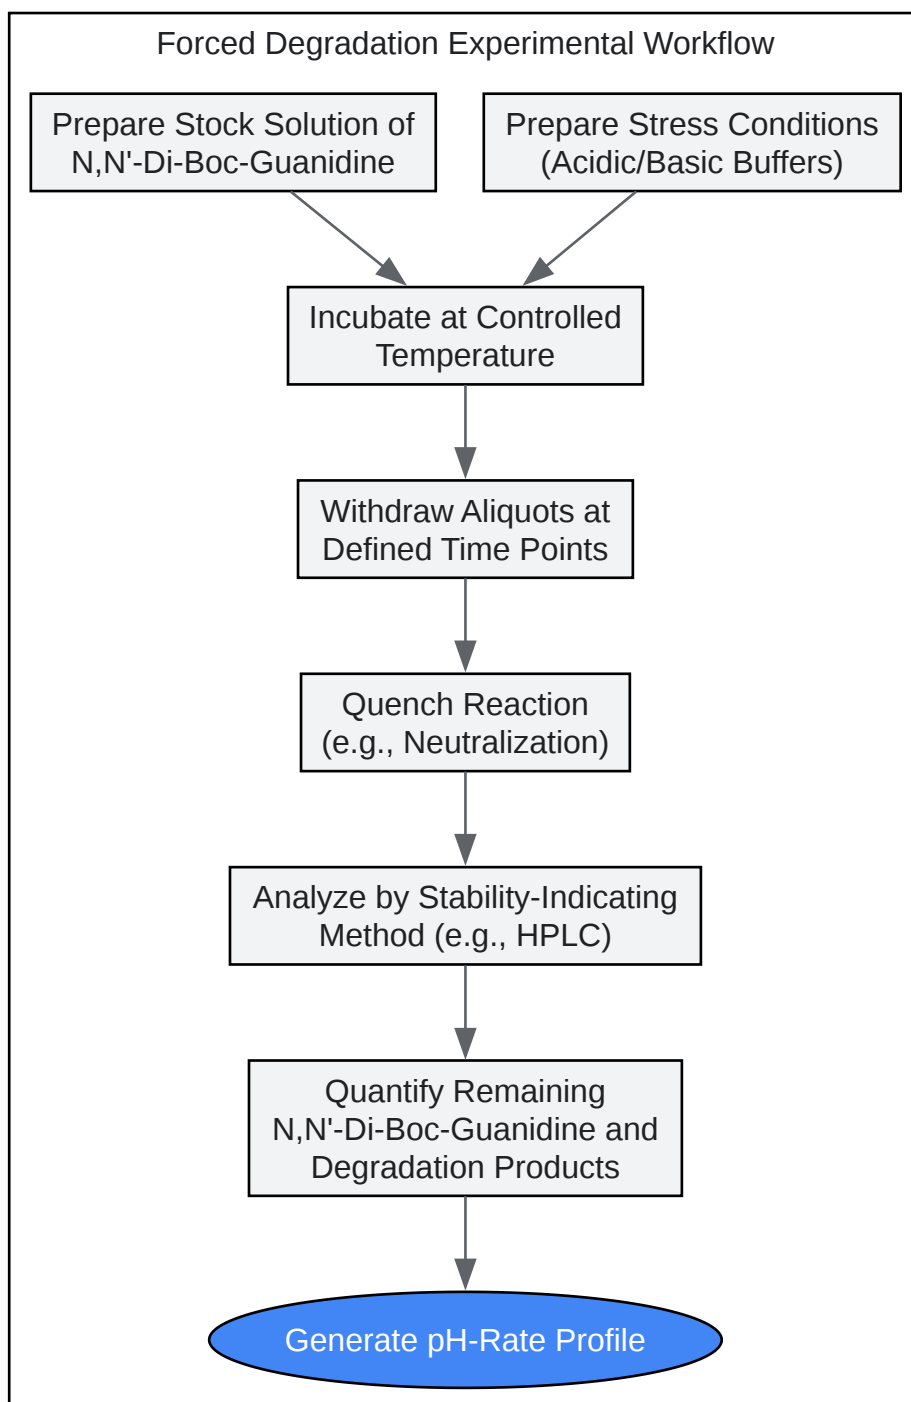 Forced Degradation Experimental Workflow
Prepare Stock Solution of
N,N'-Di-Boc-Guanidine
Prepare Stress Conditions
(Acidic/Basic Buffers)
Incubate at Controlled
Temperature
Withdraw Aliquots at
Defined Time Points
Quench Reaction
(e.g., Neutralization)
Analyze by Stability-Indicating
Method (e.g., HPLC)
Quantify Remaining
N,N'-Di-Boc-Guanidine and
Degradation Products
Generate pH-Rate Profile